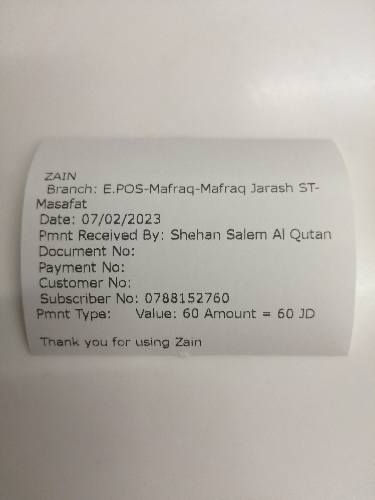 ZAIN
Branch: E.POS-Mafraq-Mafraq Jarash ST-
Masafat
Date: 07/02/2023
Pmnt Received By: Shehan Salem Al Qutan
Document No:
Payment No:
Customer No:
Subscriber No: 0788152760
Pmnt Type: Value: 60 Amount = 60 JD
Thank you for using Zain